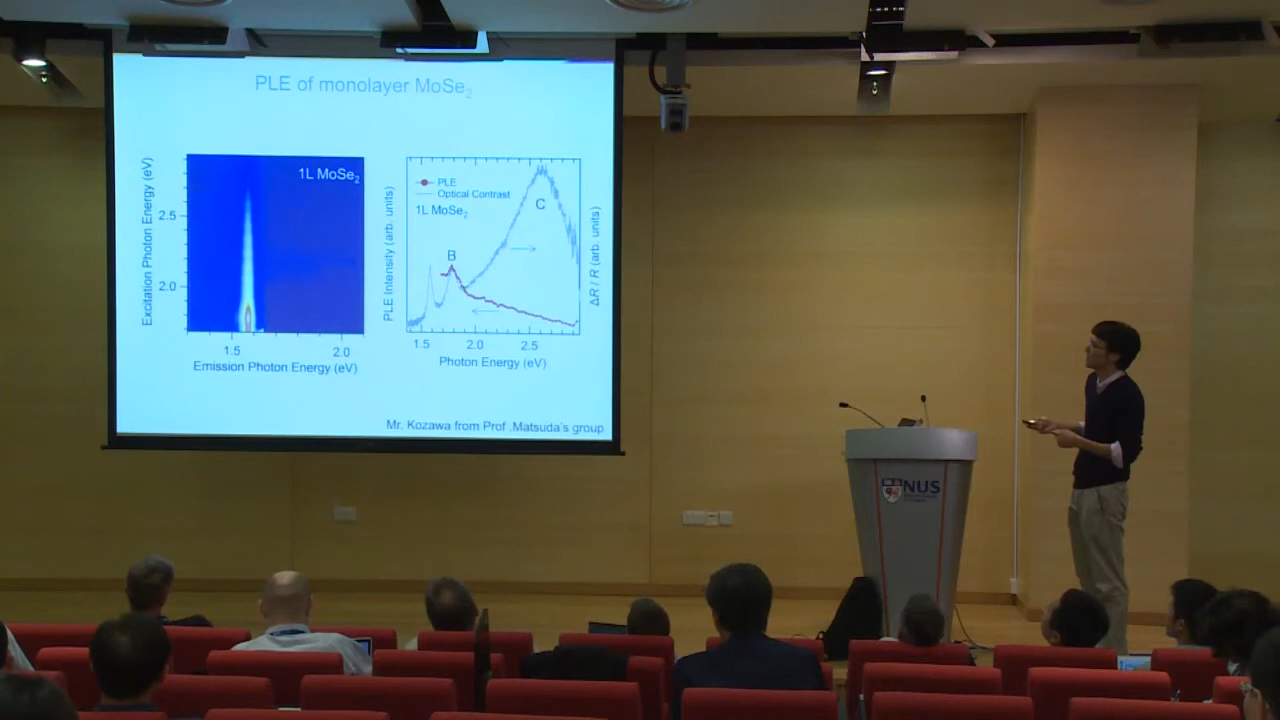 PLE of monolayer MoSe2
Excitation Photon Energy (eV)
2.5
2.0
1L MoSe2
1.5
2.0
Emission Photon Energy (eV)
PLE Intensity (arb. units)
PLE
Optical Contrast
1L MoSe2
B
C
1.5
2.0
2.5
Photon Energy (eV)
ΔR / R (arb. units)
Mr. Kozawa from Prof .Matsuda's group
NUS